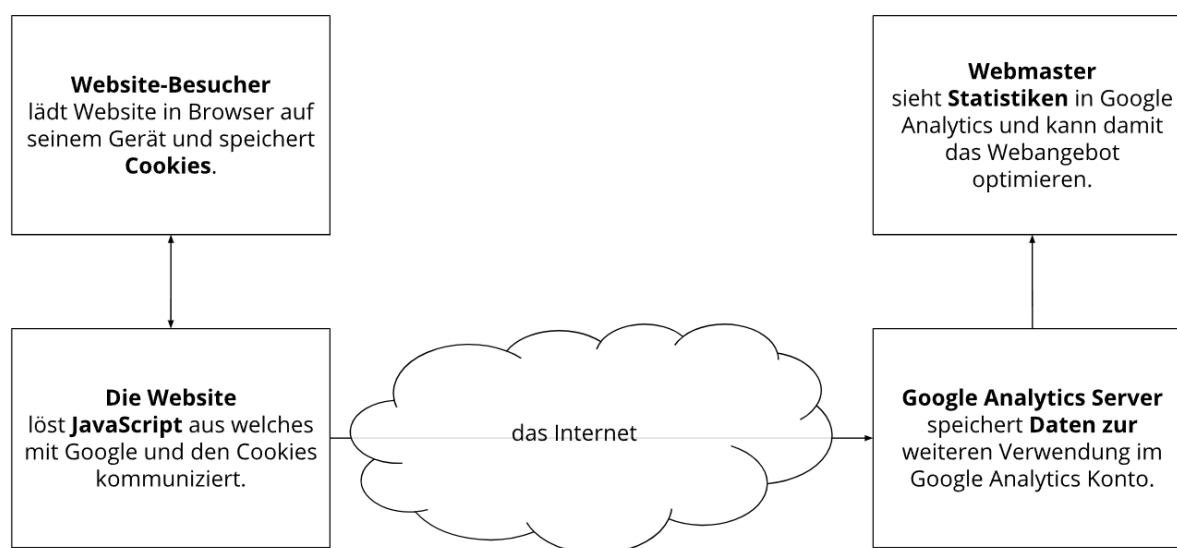 Website-Besucher
lädt Website in Browser auf
seinem Gerät und speichert
Cookies.
Webmaster
sieht Statistiken in Google
Analytics und kann damit
das Webangebot
optimieren.
Die Website
löst JavaScript aus welches
mit Google und den Cookies
kommuniziert.
das Internet
Google Analytics Server
speichert Daten zur
weiteren Verwendung im
Google Analytics Konto.